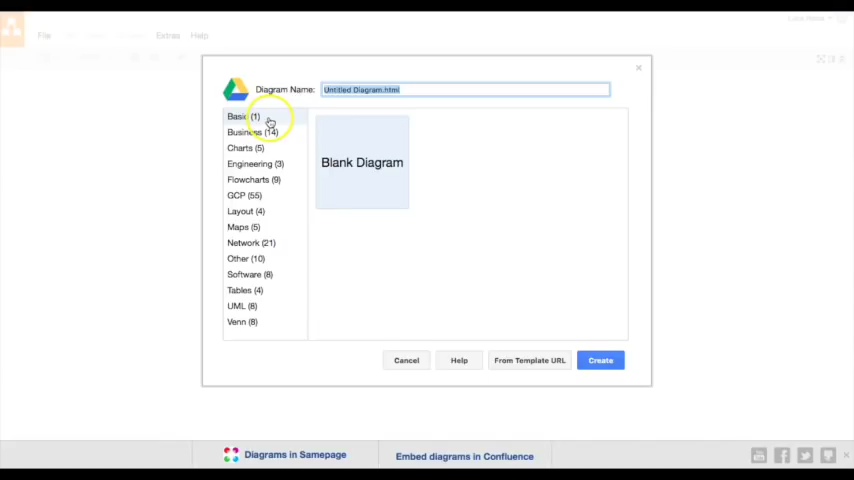 File Extras Help
Diagram Name: Untitled Diagram.html
Basic (1)
Business (14)
Charts (5)
Engineering (3)
Flowcharts (9)
GCP (55)
Layout (4)
Maps (5)
Network (21)
Other (10)
Software (8)
Tables (4)
UML (8)
Venn (8)
Blank Diagram
Cancel Help From Template URL Create
Diagrams in Samepage Embed diagrams in Confluence